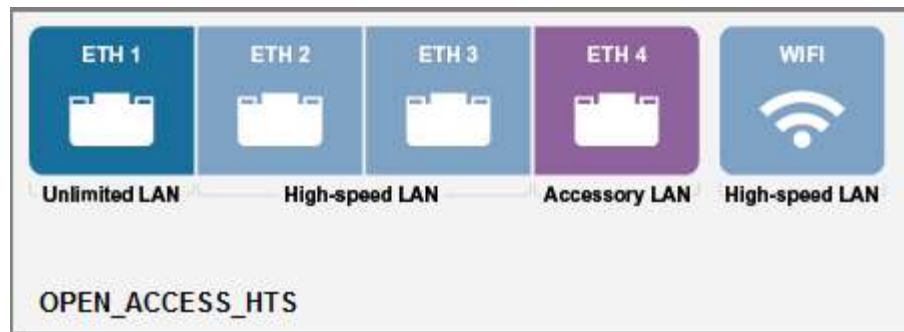 ETH 1 ETH 2 ETH 3 ETH 4 WIFI
Unlimited LAN High-speed LAN Accessory LAN High-speed LAN
OPEN_ACCESS_HTS